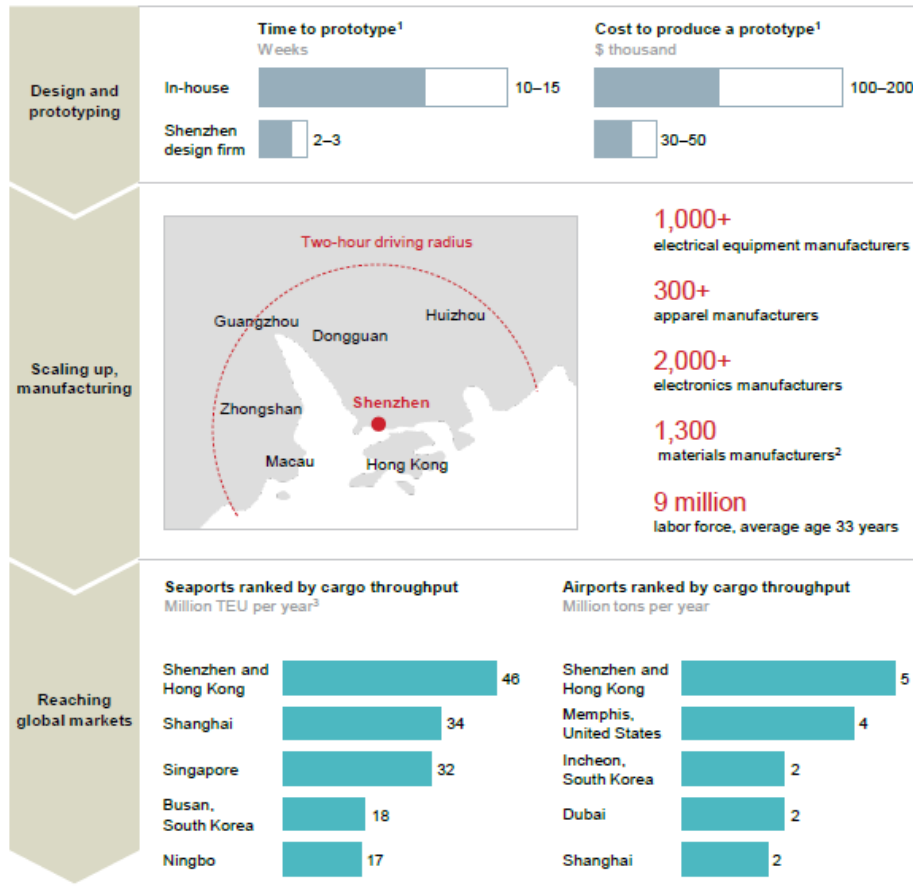 Time to prototype¹
Weeks
Cost to produce a prototype¹
$ thousand
Design and
prototyping
In-house
10–15
100–200
Shenzhen
design firm
2–3
30–50
Scaling up,
manufacturing
Two-hour driving radius
Guangzhou
Dongguan
Huizhou
Zhongshan
Shenzhen
Macau
Hong Kong
1,000+
electrical equipment manufacturers
300+
apparel manufacturers
2,000+
electronics manufacturers
1,300
materials manufacturers²
9 million
labor force, average age 33 years
Reaching
global markets
Seaports ranked by cargo throughput
Million TEU per year³
Shenzhen and
Hong Kong
46
Shanghai
34
Singapore
32
Busan,
South Korea
18
Ningbo
17
Airports ranked by cargo throughput
Million tons per year
Shenzhen and
Hong Kong
5
Memphis,
United States
4
Incheon,
South Korea
2
Dubai
2
Shanghai
2